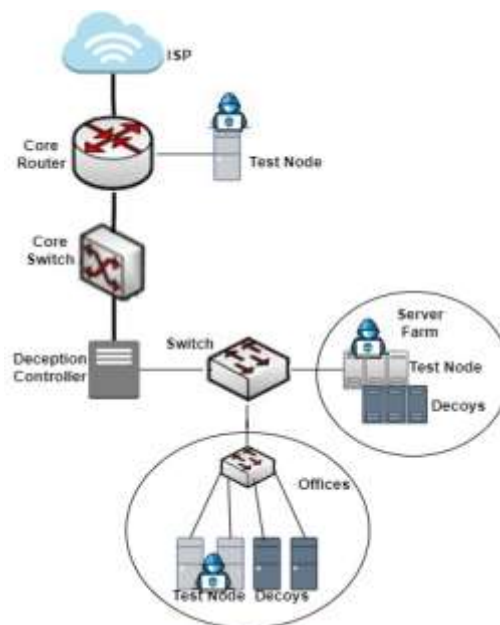 ISP
Core
Router
Test Node
Core
Switch
Server
Farm
Switch
Deception
Controller
Test Node
Decoys
Offices
Test Node
Decoys